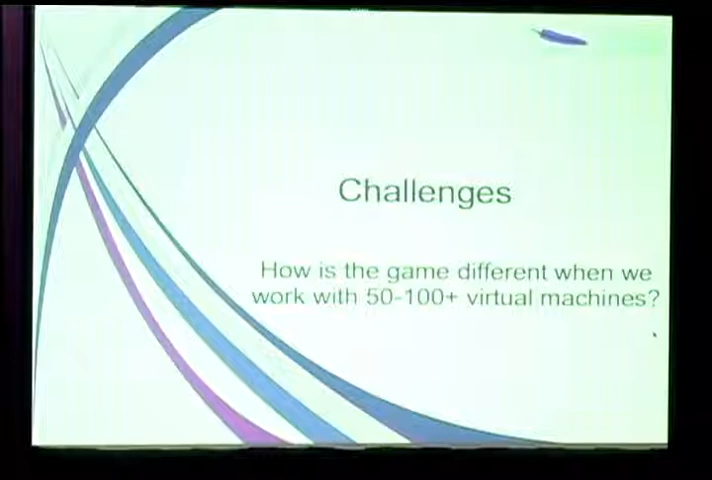 Challenges
How is the game different when we
work with 50-100+ virtual machines?